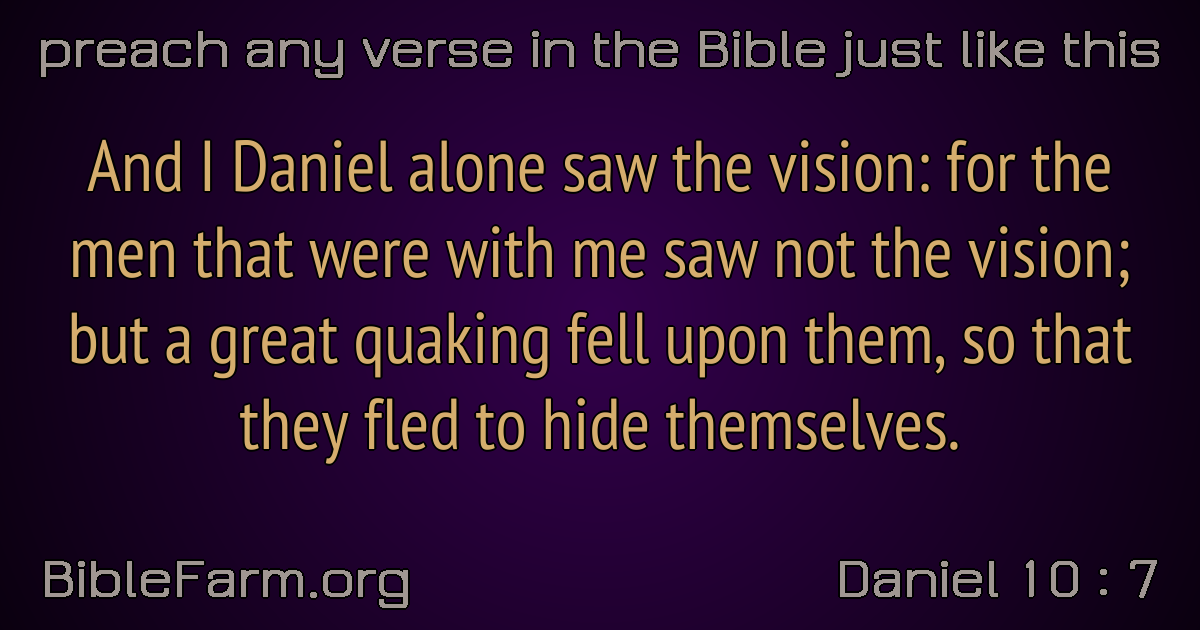 preach any verse in the Bible just like this
And I Daniel alone saw the vision: for the
men that were with me saw not the vision;
but a great quaking fell upon them, so that
they fled to hide themselves.
BibleFarm.org
Daniel 10 : 7